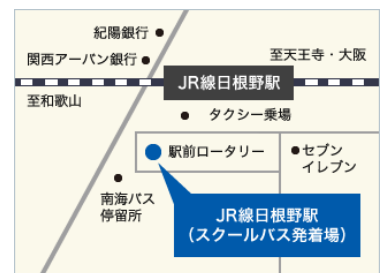 紀陽銀行
関西アーバン銀行
至天王寺・大阪
JR線日根野駅
至和歌山
タクシー乗場
駅前ロータリー
セブン
イレブン
南海バス
停留所
JR線日根野駅
（スクールバス発着場）